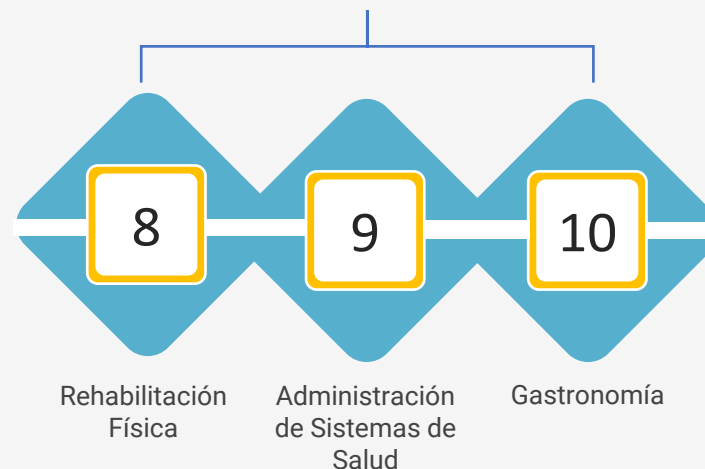 8
9
10
Rehabilitación
Física
Administración
de Sistemas de
Salud
Gastronomía